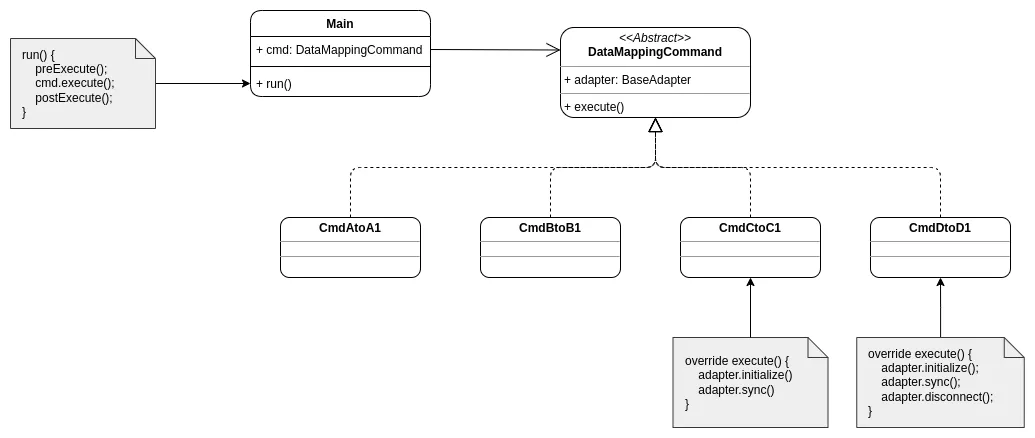 Main
+ cmd: DataMappingCommand
+ run()
run() {
preExecute();
cmd.execute();
postExecute();
}
<<Abstract>>
DataMappingCommand
+ adapter: BaseAdapter
+ execute()
CmdAtoA1
CmdBtoB1
CmdCtoC1
CmdDtoD1
override execute() {
adapter.initialize()
adapter.sync()
}
override execute() {
adapter.initialize();
adapter.sync();
adapter.disconnect();
}